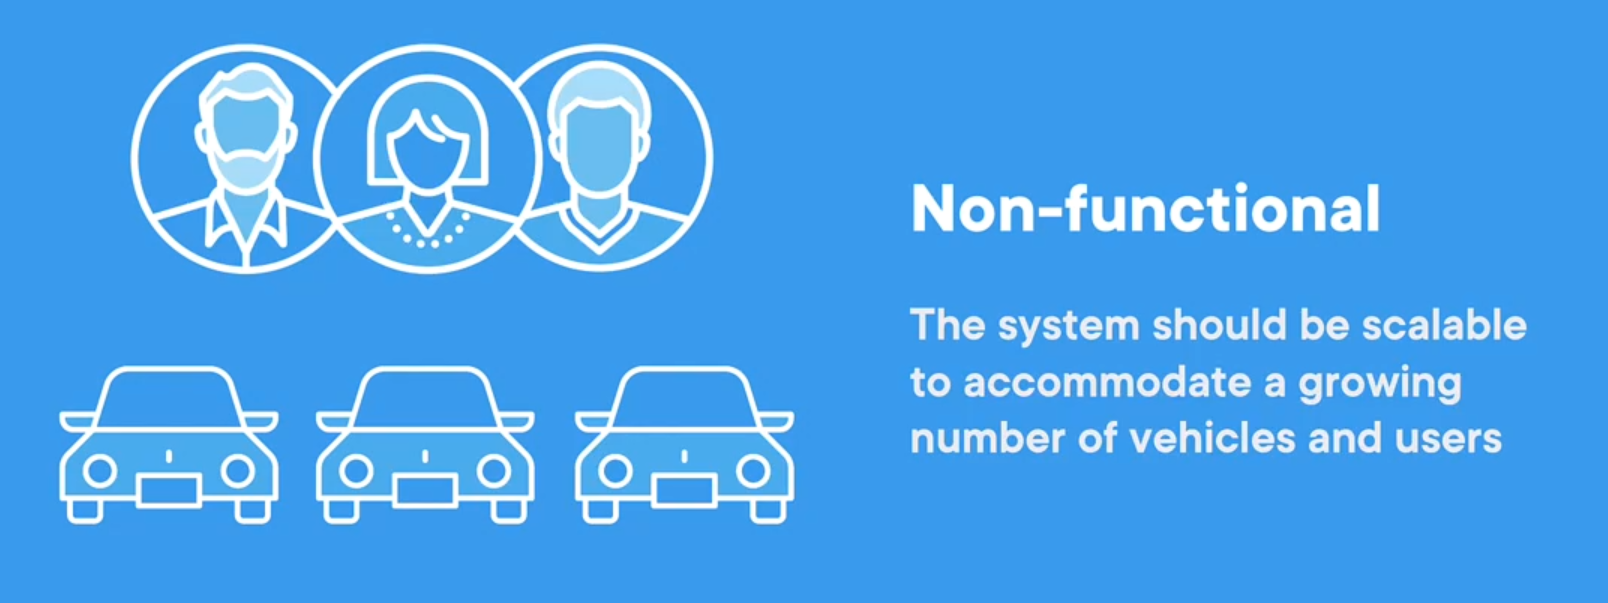 Non-functional
The system should be scalable
to accommodate a growing
number of vehicles and users